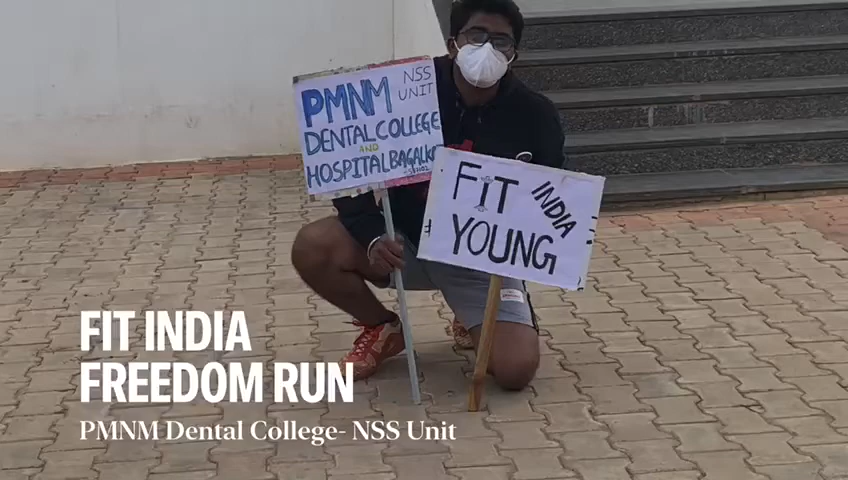 NSS
UNIT
PMNM
DENTAL COLLEGE
AND
HOSPITAL BAGALKOT
FIT INDIA
YOUNG
FIT INDIA
FREEDOM RUN
PMNM Dental College- NSS Unit